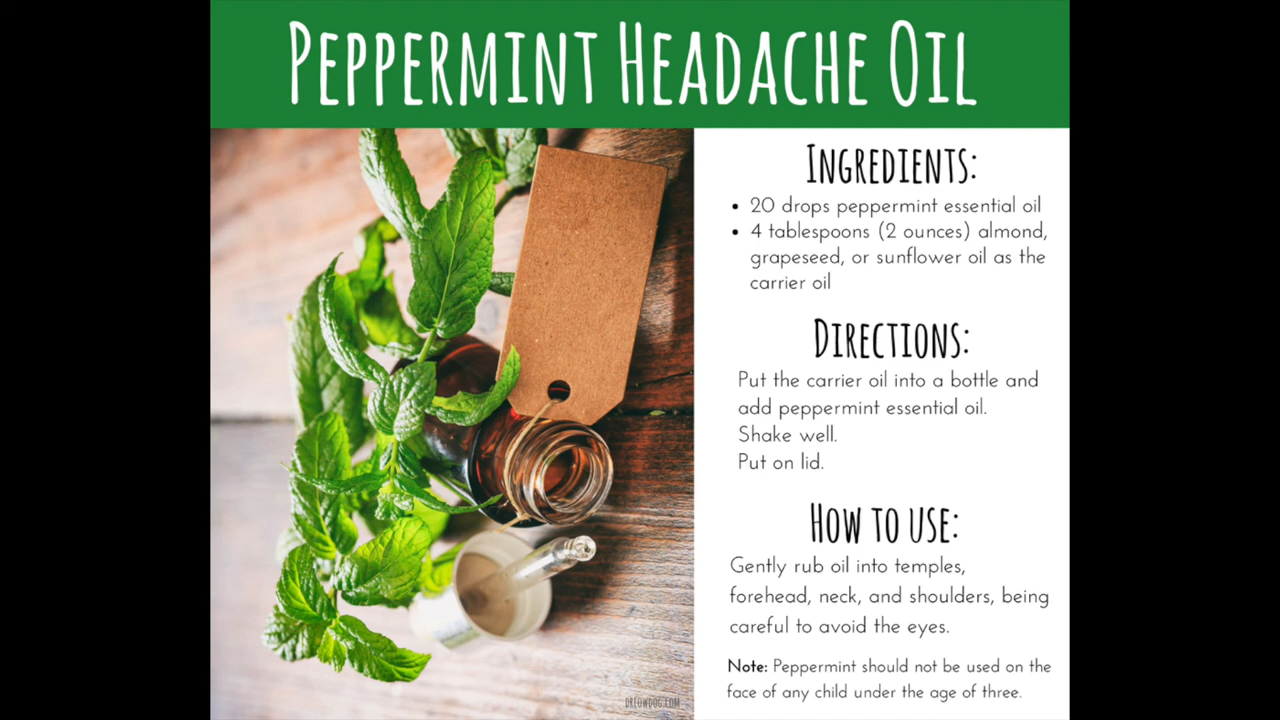 Peppermint Headache Oil
Ingredients:
• 20 drops peppermint essential oil
• 4 tablespoons (2 ounces) almond,
grapeseed, or sunflower oil as the
carrier oil
Directions:
Put the carrier oil into a bottle and
add peppermint essential oil.
Shake well.
Put on lid.
How to use:
Gently rub oil into temples,
forehead, neck, and shoulders, being
careful to avoid the eyes.
Note: Peppermint should not be used on the
face of any child under the age of three.